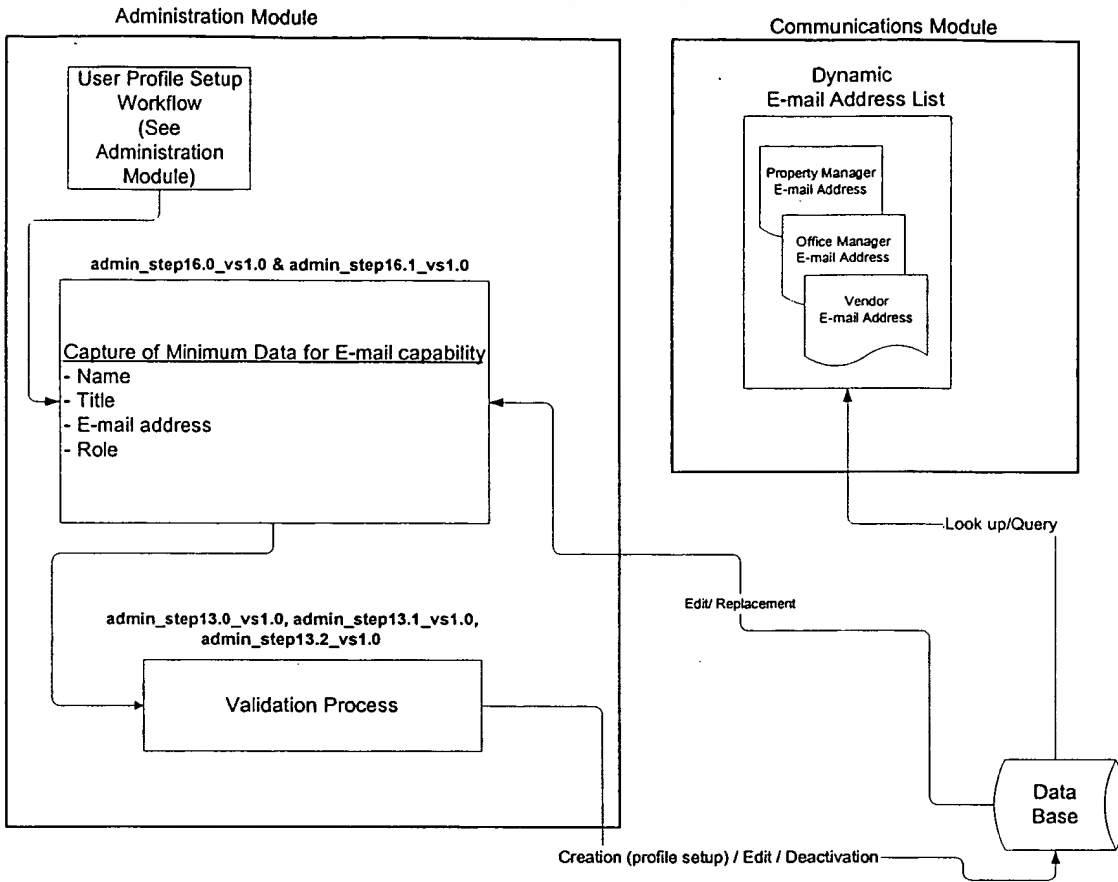 Administration Module
User Profile Setup
Workflow
(See
Administration
Module)
admin_step16.0_vs1.0 & admin_step16.1_vs1.0
Capture of Minimum Data for E-mail capability
- Name
- Title
- E-mail address
- Role
admin_step13.0_vs1.0, admin_step13.1_vs1.0,
admin_step13.2_vs1.0
Validation Process
Communications Module
Dynamic
E-mail Address List
Property Manager
E-mail Address
Office Manager
E-mail Address
Vendor
E-mail Address
Look up/Query
Edit/ Replacement
Data
Base
Creation (profile setup) / Edit / Deactivation